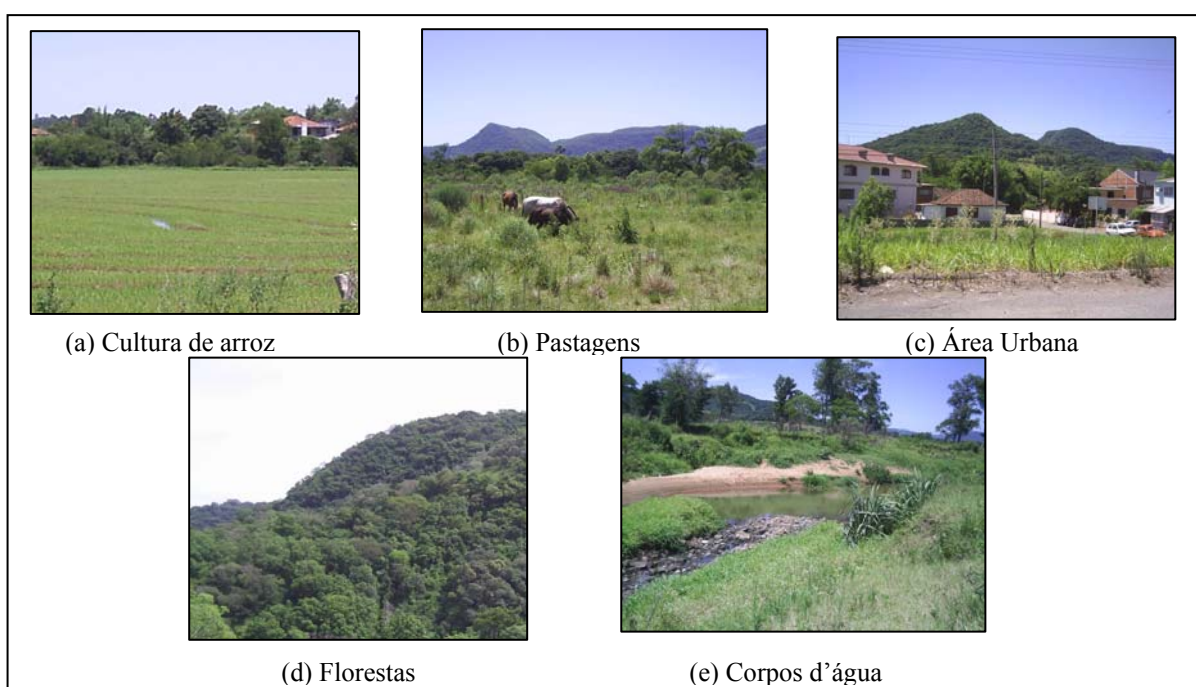 (a) Cultura de arroz
(b) Pastagens
(c) Área Urbana
(d) Florestas
(e) Corpos d’água